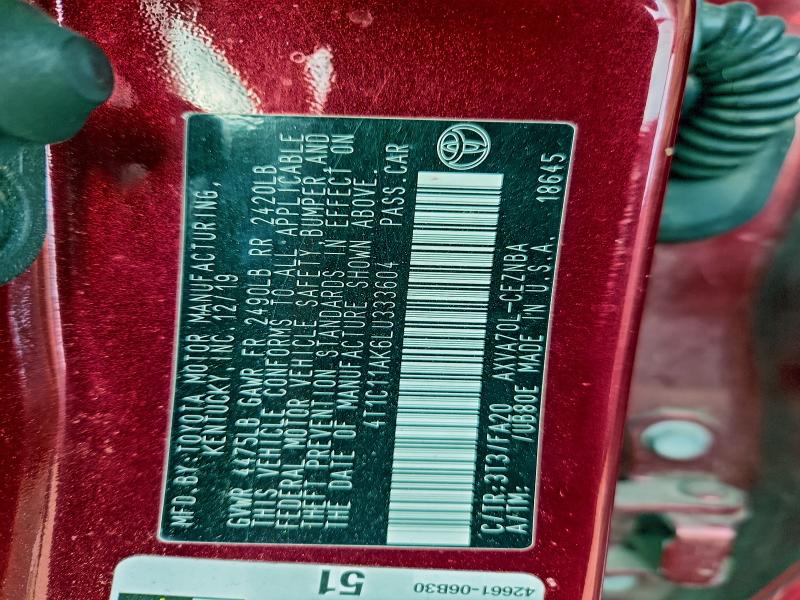 MFD BY: TOYOTA MOTOR MANUFACTURING,
KENTUCKY, INC. 12/19
GVWR 4475LB GAWR FR 2490LB RR 2420LB
THIS VEHICLE CONFORMS TO ALL APPLICABLE
FEDERAL MOTOR VEHICLE SAFETY, BUMPER AND
THEFT PREVENTION STANDARDS IN EFFECT ON
THE DATE OF MANUFACTURE SHOWN ABOVE.
4T1C11AK6LU333604 PASS.CAR
C/TR:3T3/FA20 AXVA70L-CEZNBA
A/TM: /UB80E MADE IN U.S.A. 18645
51
42661-06B30